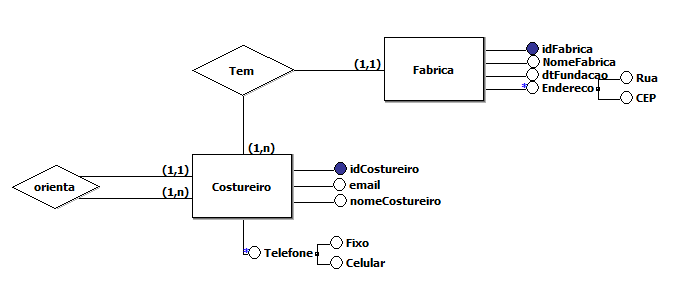 idFabrica
Tem
(1,1)
Fabrica
NomeFabrica
dtFundacao
* Endereco
Rua
CEP
(1,n)
orienta
(1,1)
(1,n)
Costureiro
idCostureiro
email
nomeCostureiro
* Telefone
Fixo
Celular